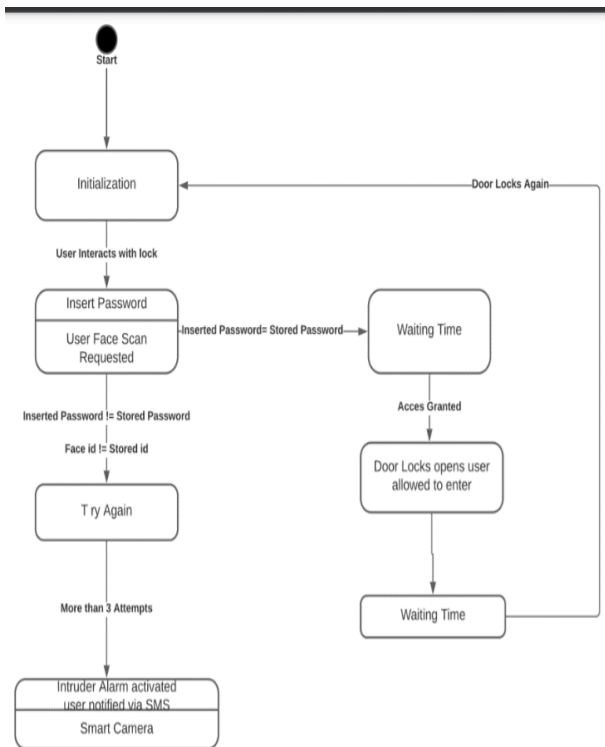 Start
Initialization
Door Locks Again
User Interacts with lock
Insert Password
User Face Scan
Requested
Inserted Password= Stored Password
Waiting Time
Acces Granted
Inserted Password != Stored Password
Face id != Stored id
Door Locks opens user
allowed to enter
T ry Again
More than 3 Attempts
Waiting Time
Intruder Alarm activated
user notified via SMS
Smart Camera